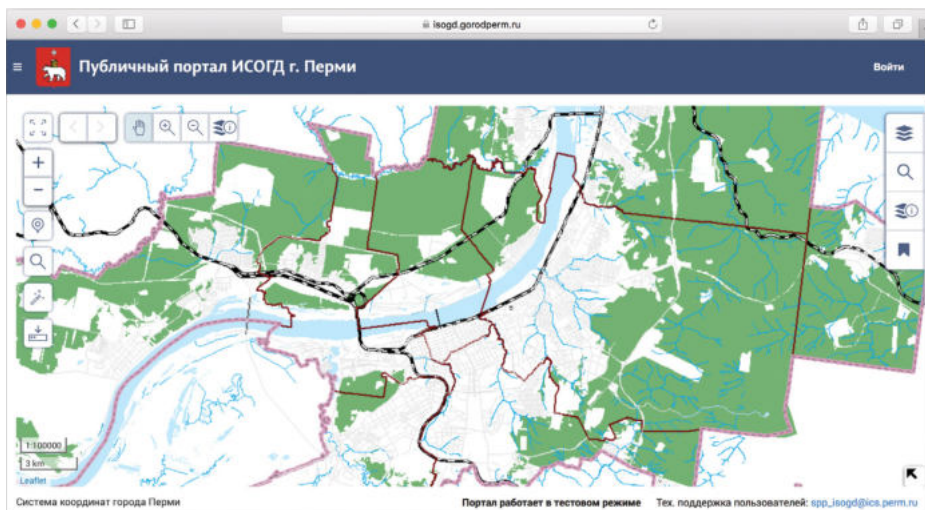 isogd.gorodperm.ru
Публичный портал ИСОГД г. Перми
Войти
1:100000
3 km
Leaflet
Система координат города Перми
Портал работает в тестовом режиме
Тех. поддержка пользователей: spp_isogd@ics.perm.ru